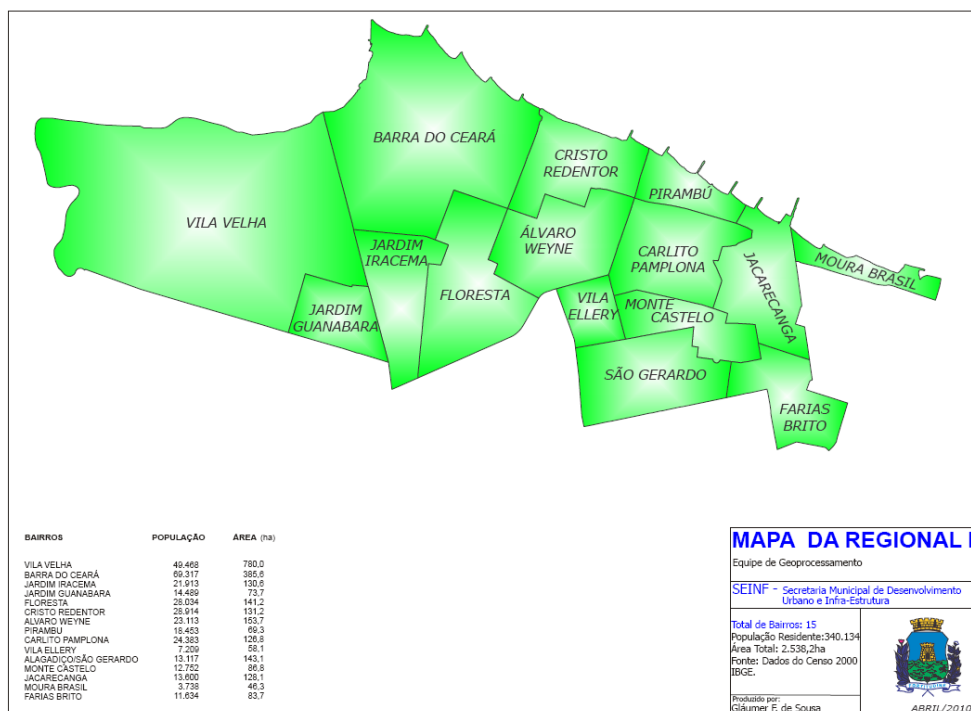 BARRA DO CEARÁ
CRISTO
REDENTOR
PIRAMBÚ
VILA VELHA
ÁLVARO
WEYNE
JARDIM
IRACEMA
CARLITO
PAMPLONA
JACARECANGA
MOURA BRASIL
FLORESTA
JARDIM
GUANABARA
VILA
ELLERY
MONTE
CASTELO
SÃO GERARDO
FARIAS
BRITO
BAIRROS POPULAÇÃO ÁREA (ha)
VILA VELHA 49.468 780,0
BARRA DO CEARÁ 69.317 385,6
JARDIM IRACEMA 21.913 130,6
JARDIM GUANABARA 14.489 73,7
FLORESTA 28.034 141,2
CRISTO REDENTOR 28.914 131,2
ALVARO WEYNE 23.113 153,7
PIRAMBU 18.453 69,3
CARLITO PAMPLONA 24.383 126,8
VILA ELLERY 7.209 58,1
ALAGADIÇO/SÃO GERARDO 13.117 143,1
MONTE CASTELO 12.752 86,8
JACARECANGA 13.600 128,1
MOURA BRASIL 3.738 46,3
FARIAS BRITO 11.634 83,7
MAPA DA REGIONAL I
Equipe de Geoprocessamento
SEINF - Secretaria Municipal de Desenvolvimento
Urbano e Infra-Estrutura
Total de Bairros: 15
População Residente:340.134
Área Total: 2.538,2ha
Fonte: Dados do Censo 2000
IBGE.
Produzido por:
Gláumer F. de Sousa
ABRIL/2010